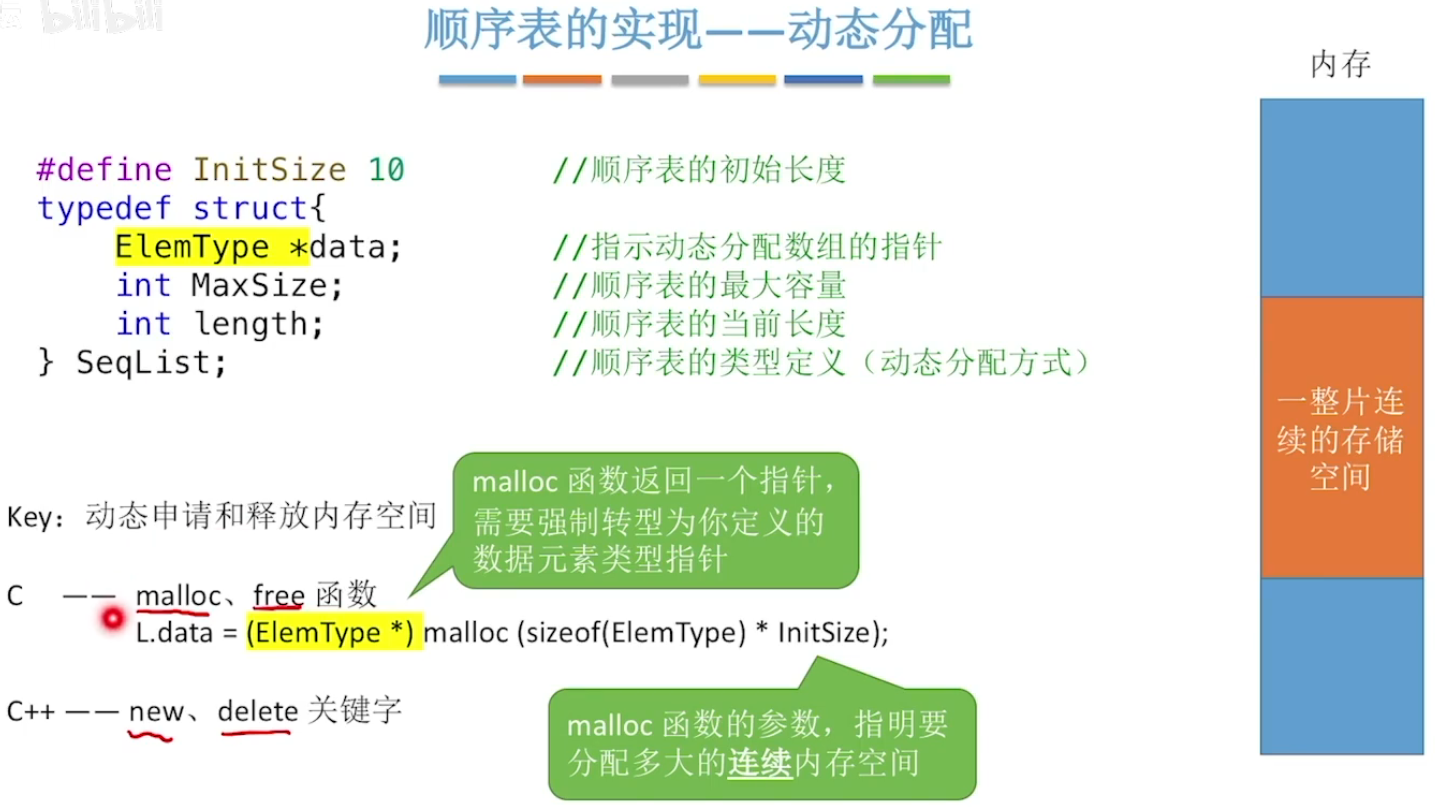 bilibili
顺序表的实现——动态分配
内存
#define InitSize 10 //顺序表的初始长度
typedef struct{
ElemType *data; //指示动态分配数组的指针
int MaxSize; //顺序表的最大容量
int length; //顺序表的当前长度
} SeqList; //顺序表的类型定义（动态分配方式）
一整片连
续的存储
空间
malloc 函数返回一个指针，
需要强制转型为你定义的
数据元素类型指针
Key：动态申请和释放内存空间
C —— malloc、free 函数
L.data = (ElemType *) malloc (sizeof(ElemType) * InitSize);
C++ —— new、delete 关键字
malloc 函数的参数，指明要
分配多大的连续内存空间